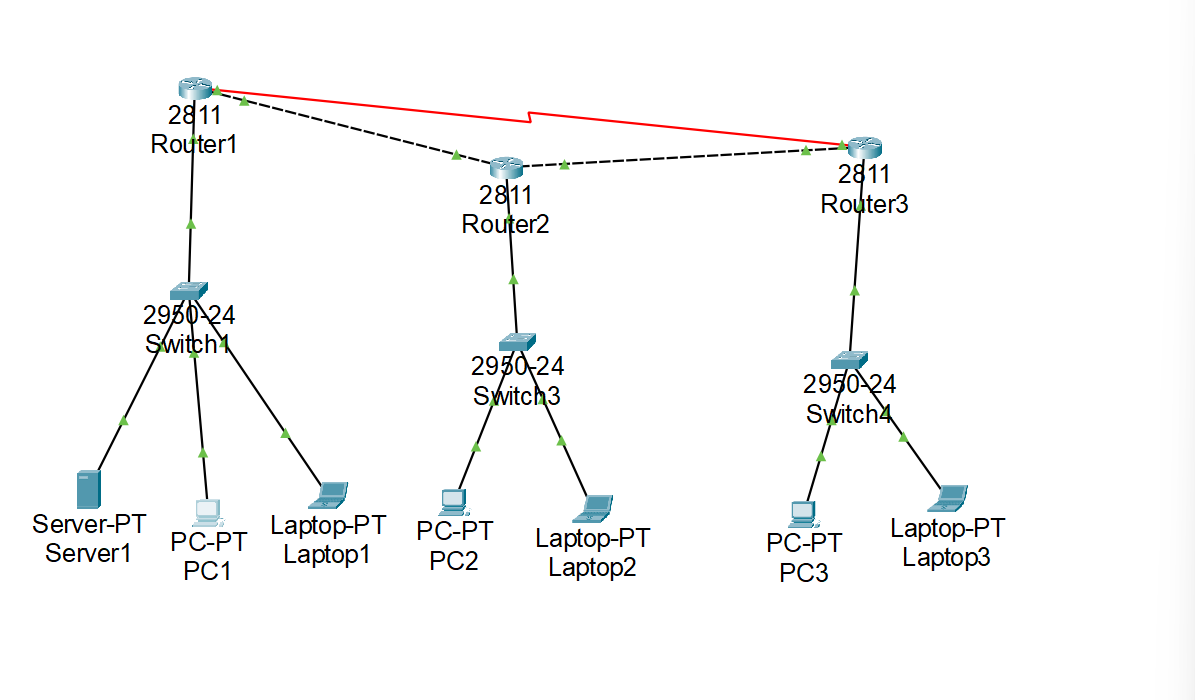 2811
Router1
2811
Router2
2811
Router3
2950-24
Switch1
2950-24
Switch3
2950-24
Switch4
Server-PT
Server1
PC-PT
PC1
Laptop-PT
Laptop1
PC-PT
PC2
Laptop-PT
Laptop2
PC-PT
PC3
Laptop-PT
Laptop3